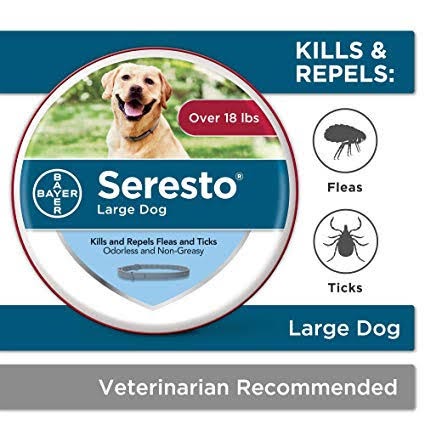 KILLS &
REPELS:
Over 18 lbs
BAYER
BAYER
Seresto®
Large Dog
Kills and Repels Fleas and Ticks
Odorless and Non-Greasy
Fleas
Ticks
Large Dog
Veterinarian Recommended